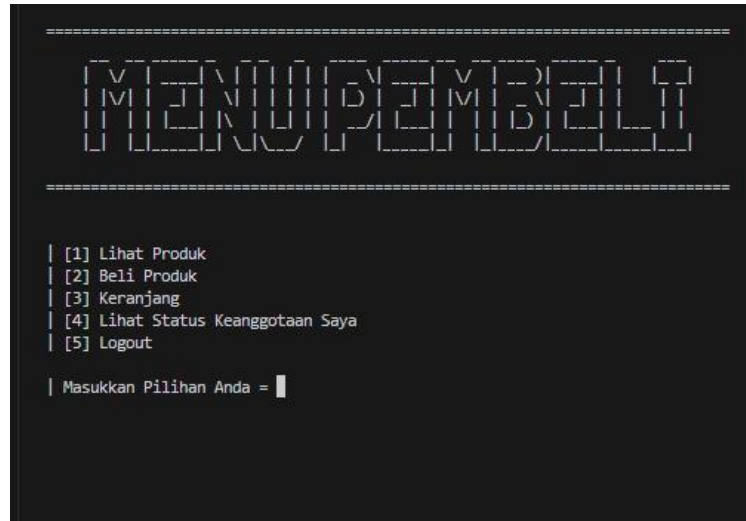 MENU PEMBELI
| [1] Lihat Produk
| [2] Beli Produk
| [3] Keranjang
| [4] Lihat Status Keanggotaan Saya
| [5] Logout
| Masukkan Pilihan Anda =